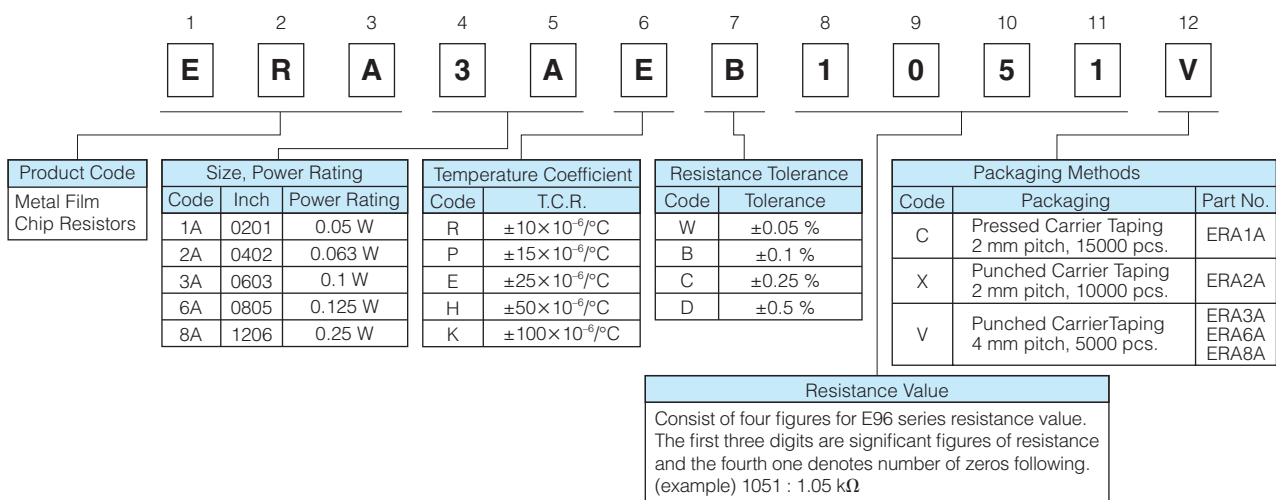 1 2 3 4 5 6 7 8 9 10 11 12
E R A 3 A E B 1 0 5 1 V
Product Code
Metal Film
Chip Resistors
Size, Power Rating
Code Inch Power Rating
1A 0201 0.05 W
2A 0402 0.063 W
3A 0603 0.1 W
6A 0805 0.125 W
8A 1206 0.25 W
Temperature Coefficient
Code T.C.R.
R ±10×10⁻⁶/°C
P ±15×10⁻⁶/°C
E ±25×10⁻⁶/°C
H ±50×10⁻⁶/°C
K ±100×10⁻⁶/°C
Resistance Tolerance
Code Tolerance
W ±0.05 %
B ±0.1 %
C ±0.25 %
D ±0.5 %
Packaging Methods
Code Packaging Part No.
C Pressed Carrier Taping
2 mm pitch, 15000 pcs. ERA1A
X Punched Carrier Taping
2 mm pitch, 10000 pcs. ERA2A
V Punched CarrierTaping
4 mm pitch, 5000 pcs. ERA3A
ERA6A
ERA8A
Resistance Value
Consist of four figures for E96 series resistance value.
The first three digits are significant figures of resistance
and the fourth one denotes number of zeros following.
(example) 1051 : 1.05 kΩ